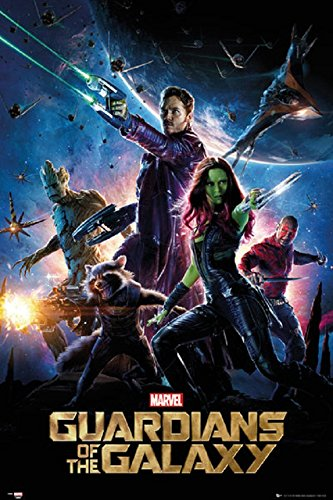 MARVEL
GUARDIANS
OF
THE GALAXY